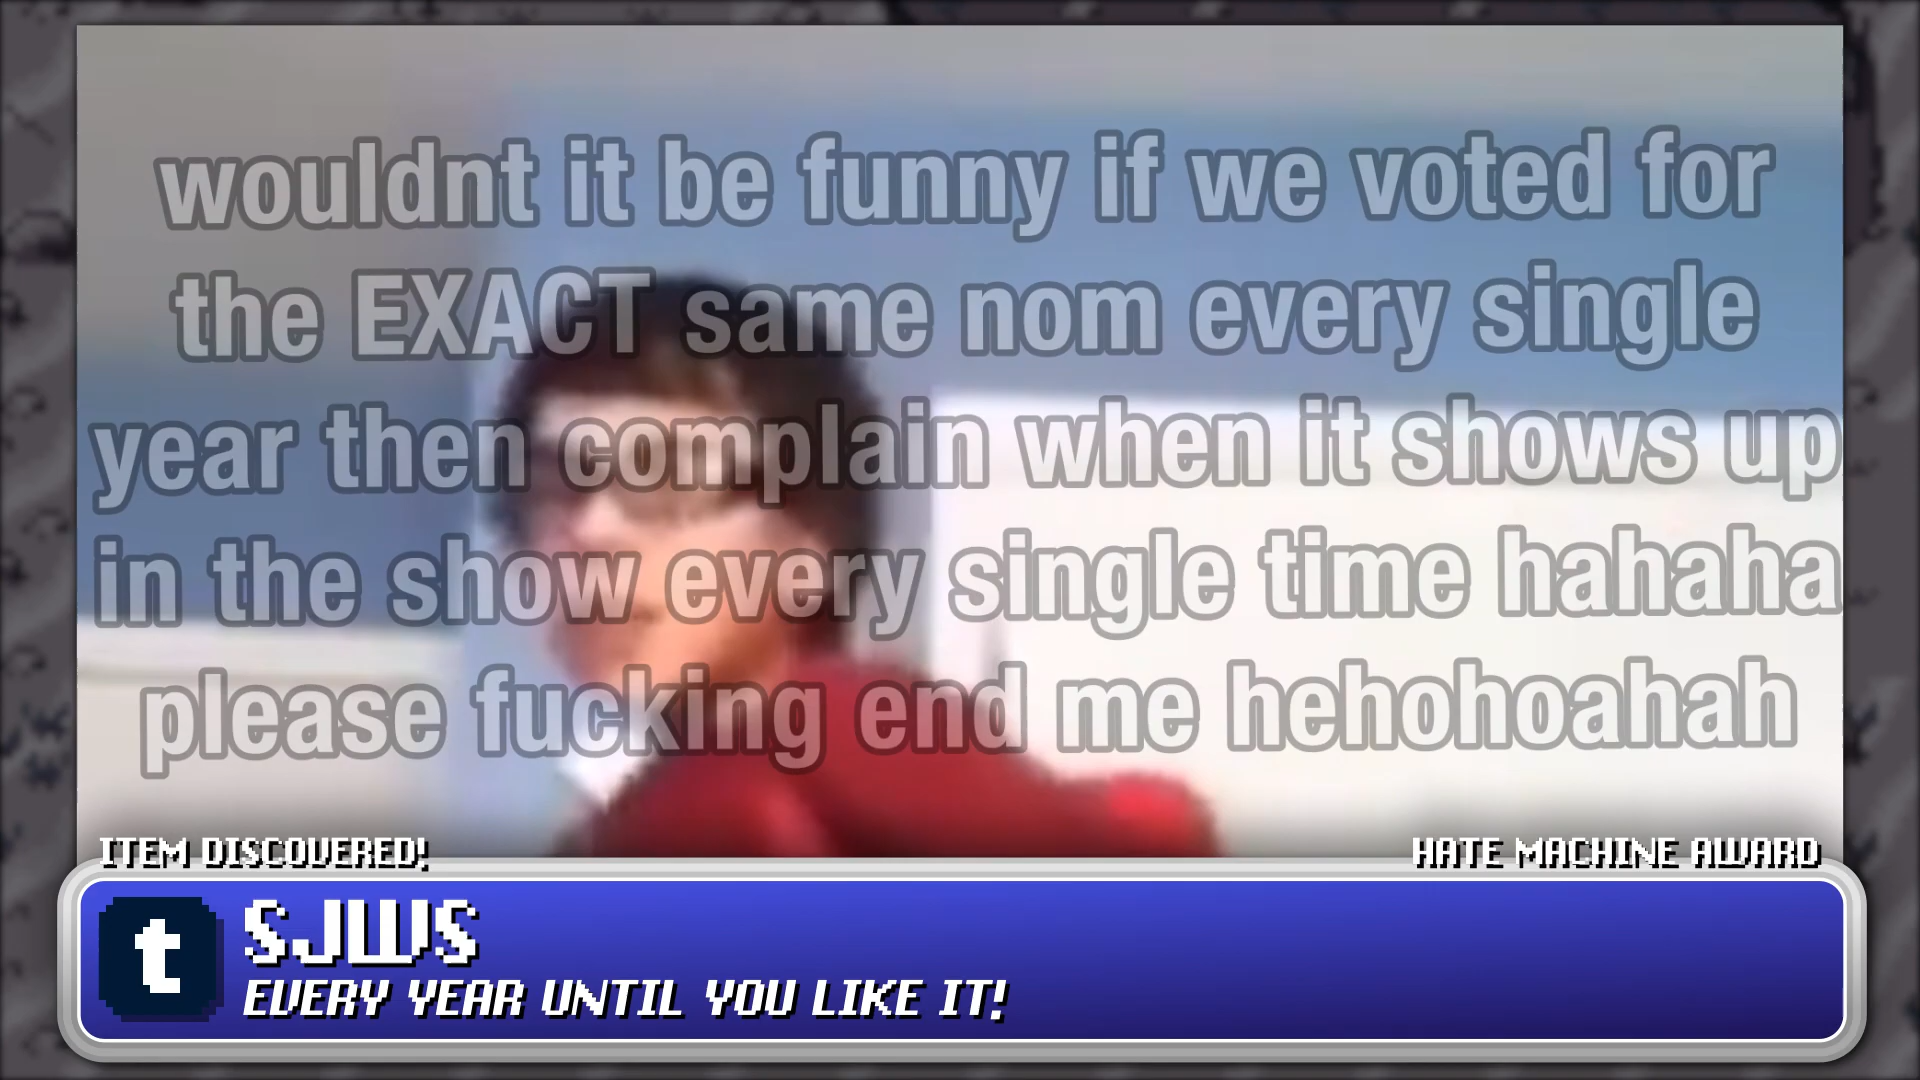 wouldnt it be funny if we voted for
the EXACT same nom every single
year then complain when it shows up
in the show every single time hahaha
please fucking end me hehohoahah
ITEM DISCOVERED!
HATE MACHINE AWARD
t
SJWS
EVERY YEAR UNTIL YOU LIKE IT!